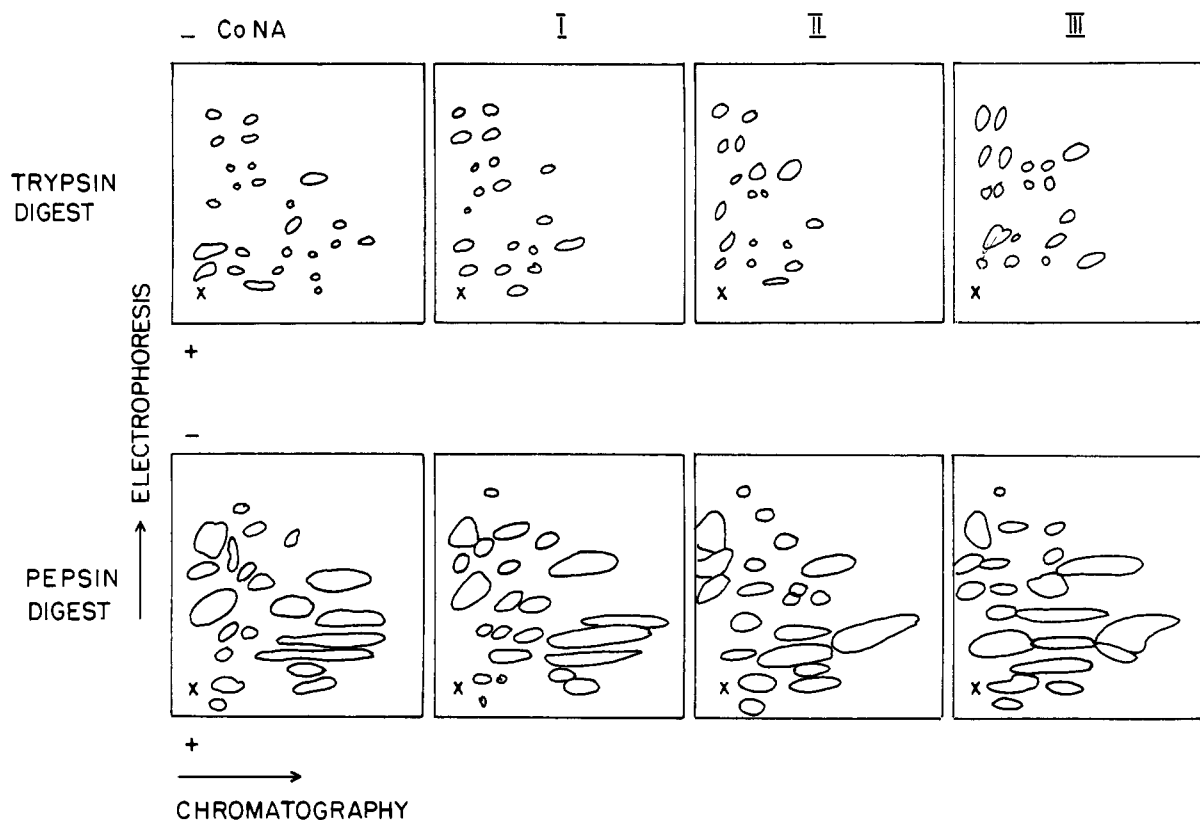 − CoNA I II III
TRYPSIN
DIGEST
X X X X
+
ELECTROPHORESIS
−
PEPSIN
DIGEST
X X X X
+
CHROMATOGRAPHY